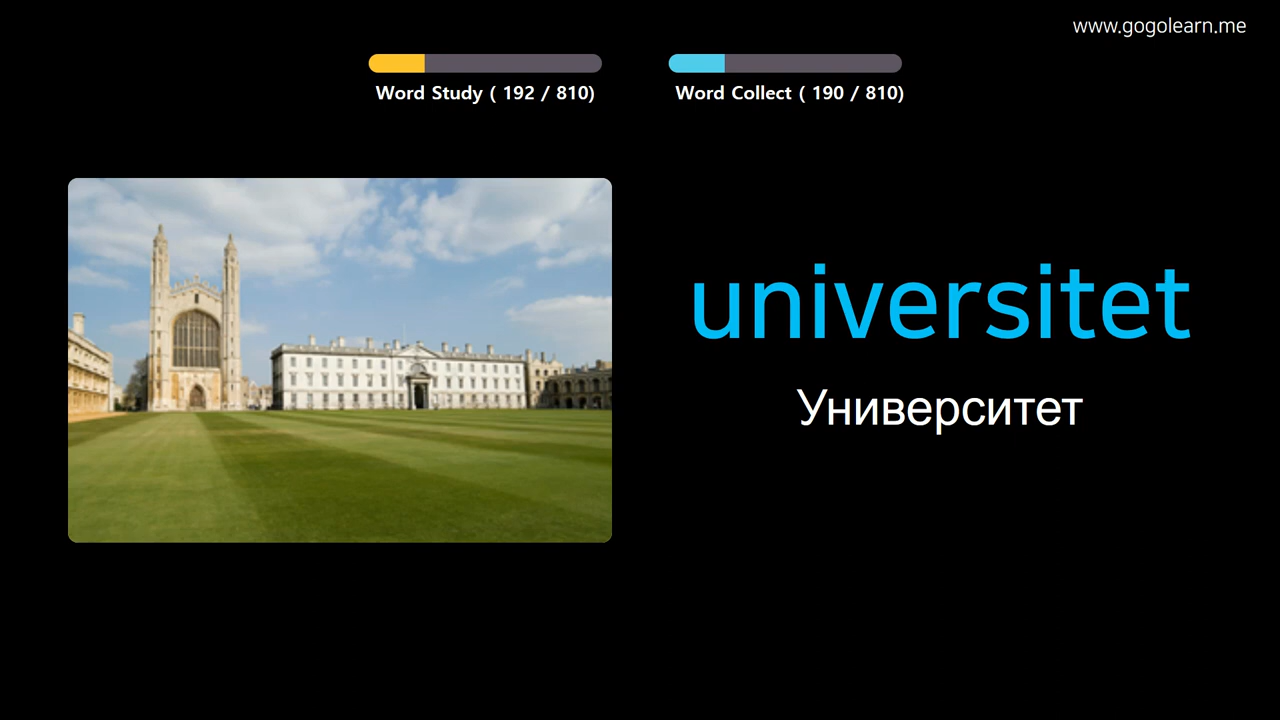 www.gogolearn.me
Word Study ( 192 / 810)
Word Collect ( 190 / 810)
universitet
Университет